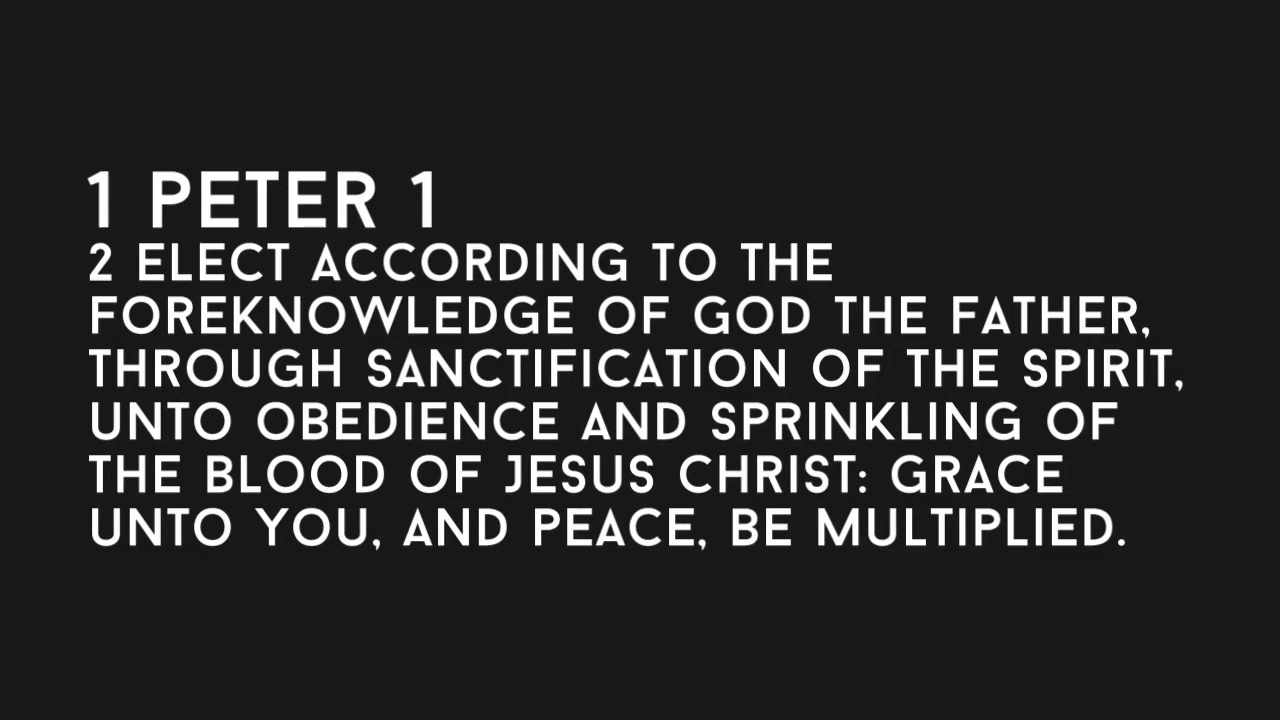 1 PETER 1
2 ELECT ACCORDING TO THE
FOREKNOWLEDGE OF GOD THE FATHER,
THROUGH SANCTIFICATION OF THE SPIRIT,
UNTO OBEDIENCE AND SPRINKLING OF
THE BLOOD OF JESUS CHRIST: GRACE
UNTO YOU, AND PEACE, BE MULTIPLIED.